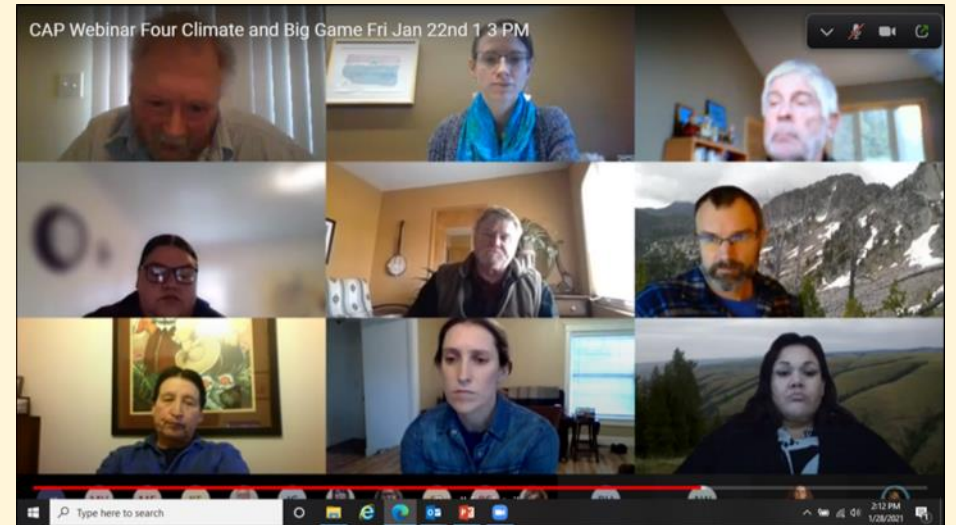 CAP Webinar Four Climate and Big Game Fri Jan 22nd 1 3 PM
Type here to search
2:12 PM
1/28/2021